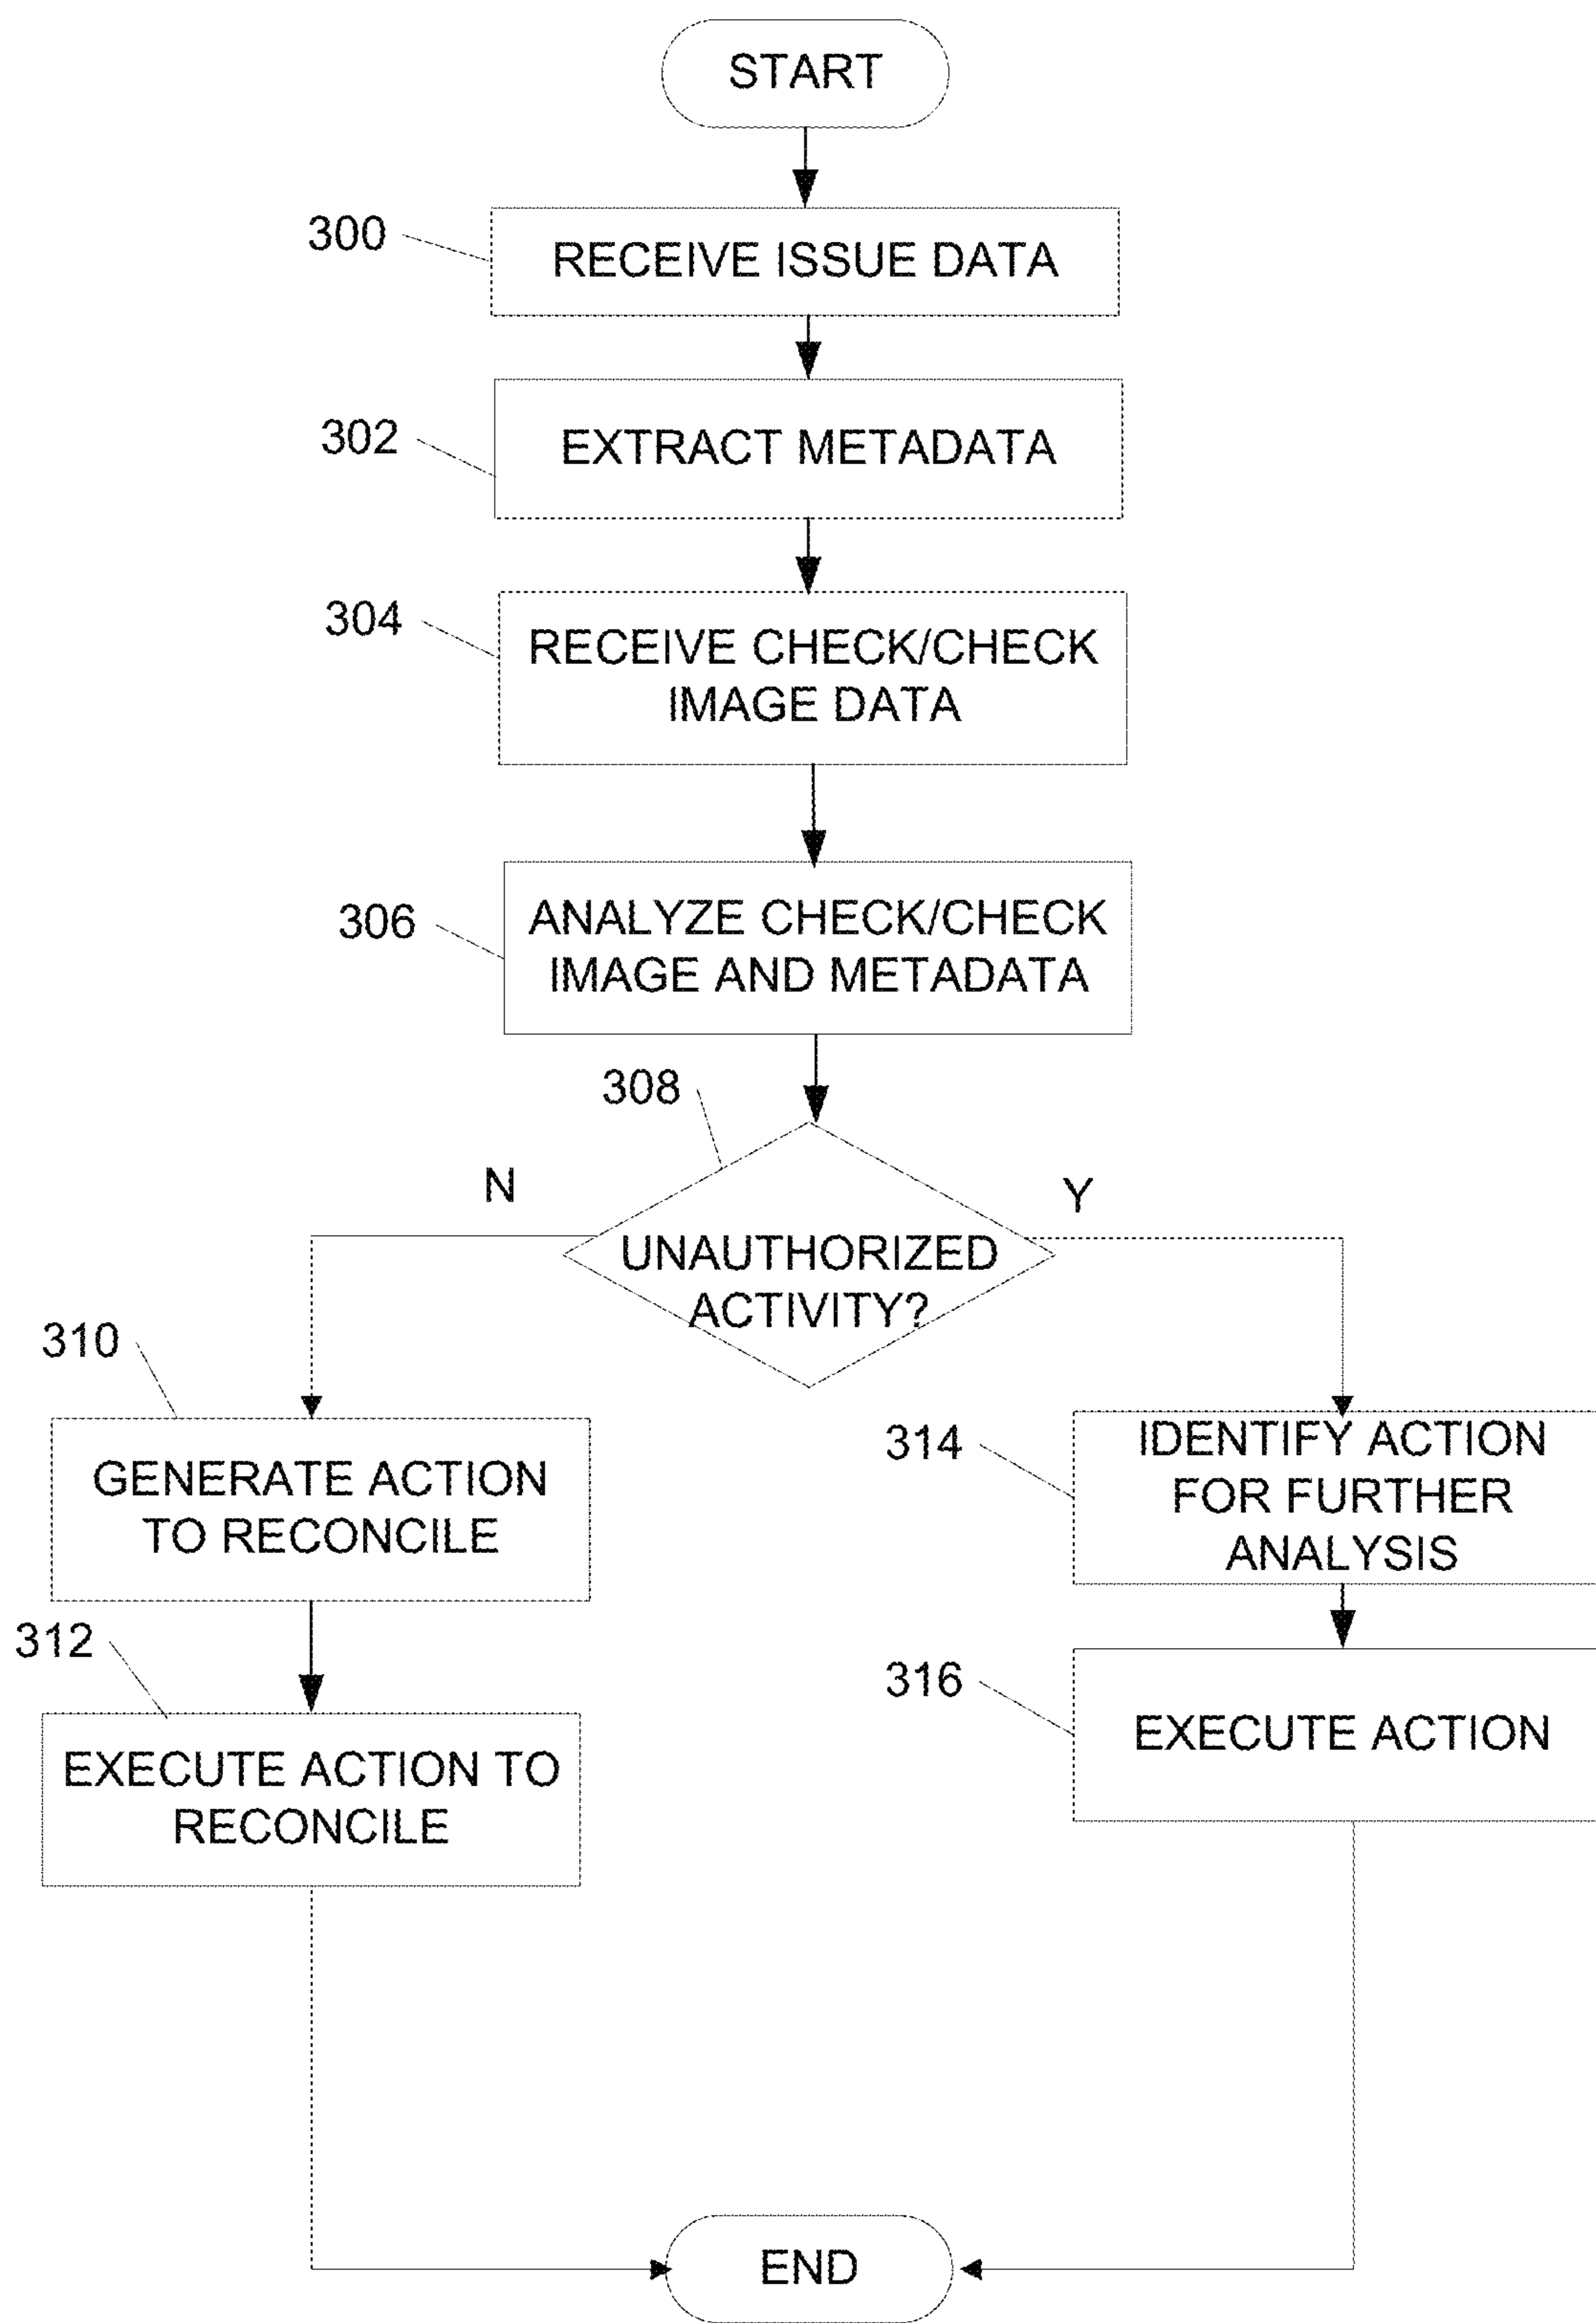 START
300
RECEIVE ISSUE DATA
302
EXTRACT METADATA
304
RECEIVE CHECK/CHECK
IMAGE DATA
306
ANALYZE CHECK/CHECK
IMAGE AND METADATA
308
N
Y
UNAUTHORIZED
ACTIVITY?
310
GENERATE ACTION
TO RECONCILE
312
EXECUTE ACTION TO
RECONCILE
314
IDENTIFY ACTION
FOR FURTHER
ANALYSIS
316
EXECUTE ACTION
END